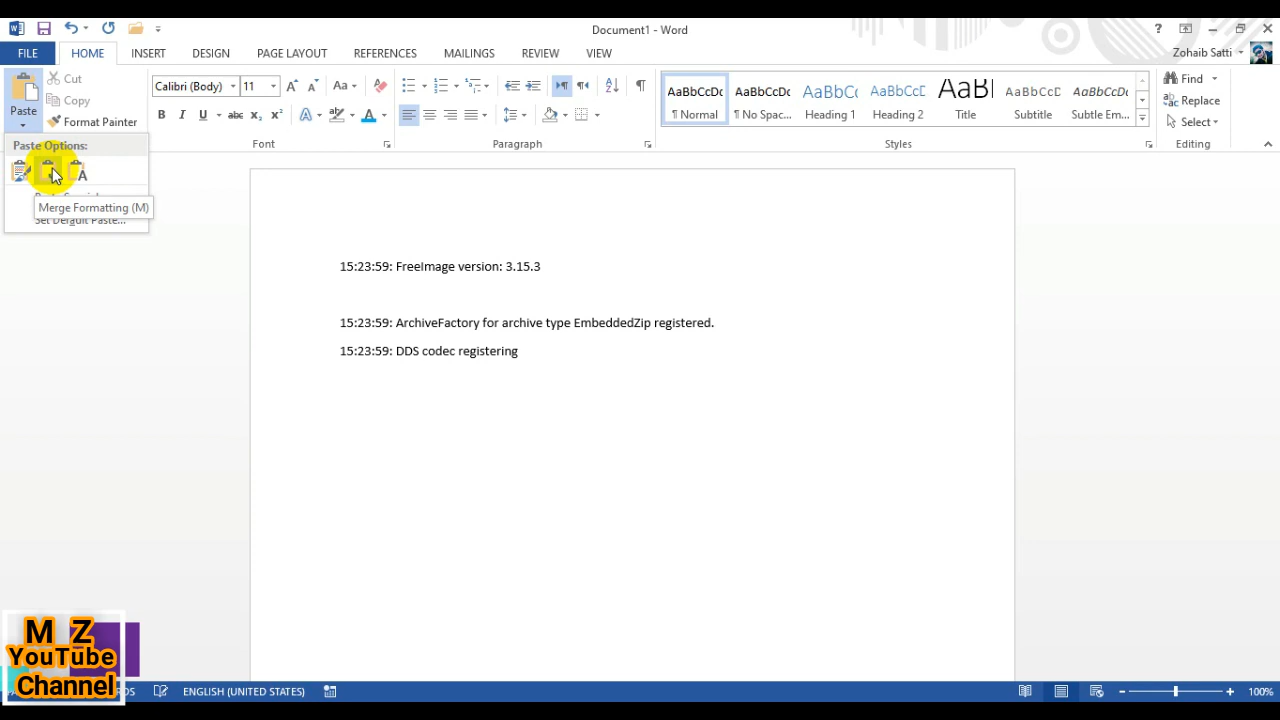 Document1 - Word
FILE HOME INSERT DESIGN PAGE LAYOUT REFERENCES MAILINGS REVIEW VIEW
Zohaib Satti
Paste
Cut
Copy
Format Painter
Calibri (Body) 11
Font
Paragraph
AaBbCcDc AaBbCcDc AaBbC( AaBbCcD AaBl AaBbCcD AaBbCcDc
¶ Normal ¶ No Spac... Heading 1 Heading 2 Title Subtitle Subtle Em...
Styles
Find
Replace
Select
Editing
Paste Options:
Merge Formatting (M)
Set Default Paste...
15:23:59: FreeImage version: 3.15.3
15:23:59: ArchiveFactory for archive type EmbeddedZip registered.
15:23:59: DDS codec registering
M Z
YouTube
Channel
ENGLISH (UNITED STATES)
100%